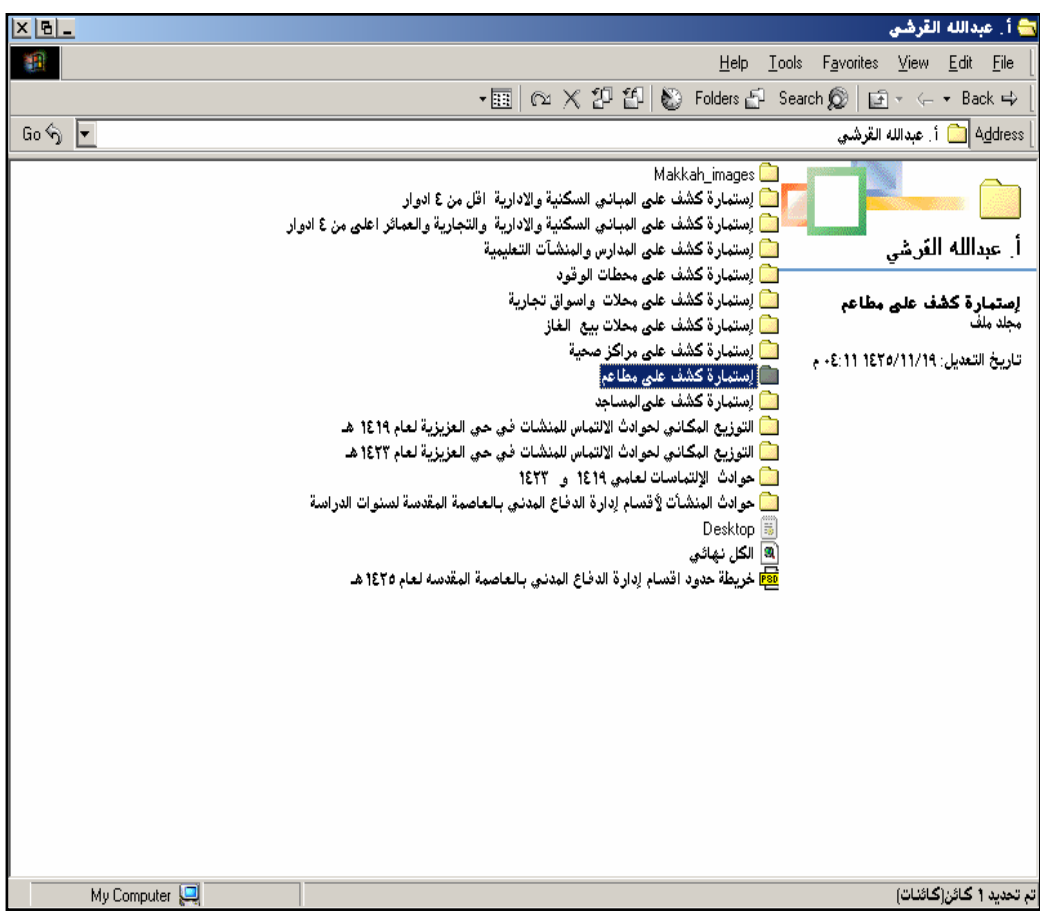 أ. عبدالله القرشي
File Edit View Favorites Tools Help
Back Search Folders
Address أ. عبدالله القرشي Go
أ. عبدالله القرشي
إستمارة كشف على مطاعم
مجلد ملف
تاريخ التعديل: ١٤٢٥/١١/١٩ ٠٤:١١ م
Makkah_images
إستمارة كشف على المباني السكنية والادارية اقل من ٤ ادوار
إستمارة كشف على المباني السكنية والادارية والتجارية والعمائر اعلى من ٤ ادوار
إستمارة كشف على المدارس والمنشآت التعليمية
إستمارة كشف على محطات الوقود
إستمارة كشف على محلات واسواق تجارية
إستمارة كشف على محلات بيع الغاز
إستمارة كشف على مراكز صحية
إستمارة كشف على مطاعم
إستمارة كشف على المساجد
التوزيع المكاني لحوادث الالتماس للمنشات في حي العزيزية لعام ١٤١٩ هـ
التوزيع المكاني لحوادث الالتماس للمنشات في حي العزيزية لعام ١٤٢٣ هـ
حوادث الإلتماسات لعامي ١٤١٩ و ١٤٢٣
حوادث المنشأت لأقسام إدارة الدفاع المدني بالعاصمة المقدسة لسنوات الدراسة
Desktop
الكل نهائي
PSD خريطة حدود اقسام إدارة الدفاع المدني بالعاصمة المقدسه لعام ١٤٢٥ هـ
تم تحديد ١ كائن(كائنات) My Computer